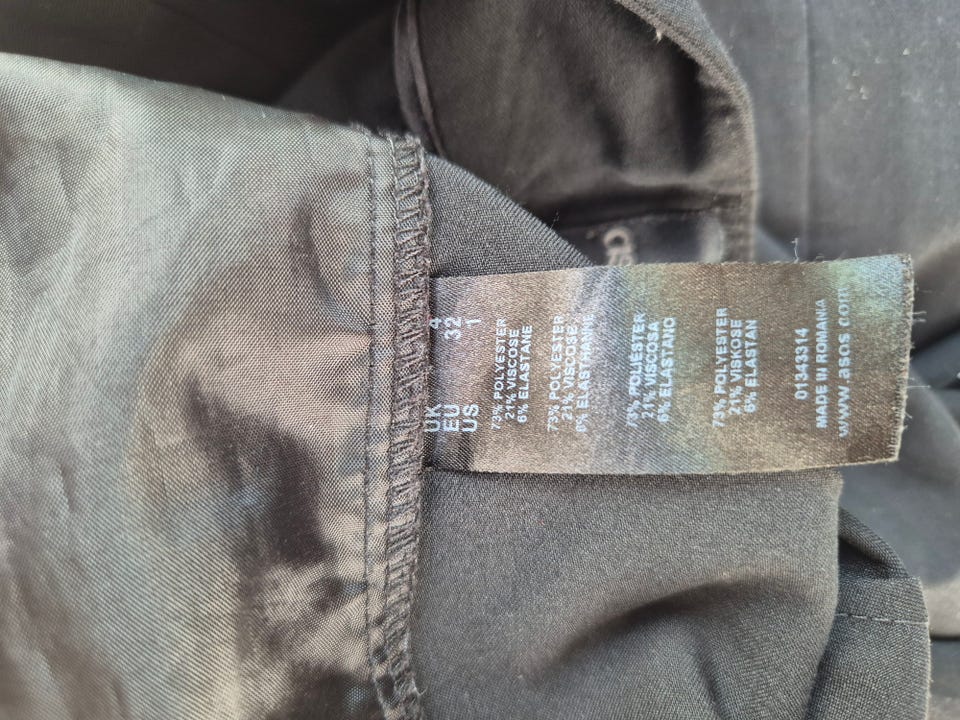 UK 4
EU 32
US 1
73% POLYESTER
21% VISCOSE
6% ELASTANE
73% POLYESTER
21% VISCOSE
6% ELASTHANNE
73% POLIÉSTER
21% VISCOSA
6% ELASTANO
73% POLYESTER
21% VISKOSE
6% ELASTAN
01343314
MADE IN ROMANIA
www.asos.com